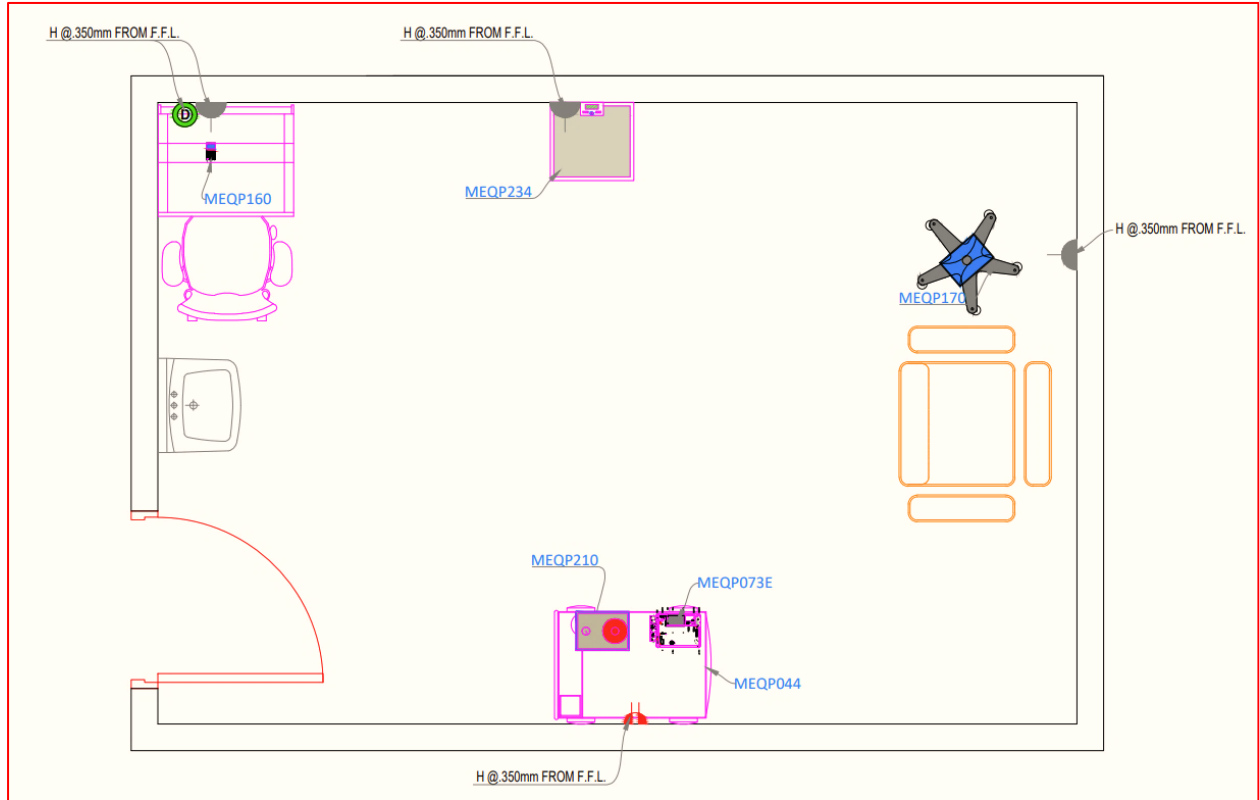 H @.350mm FROM F.F.L.
H @.350mm FROM F.F.L.
D
MEQP160
MEQP234
H @.350mm FROM F.F.L.
MEQP170
MEQP210
MEQP073E
MEQP044
H @.350mm FROM F.F.L.